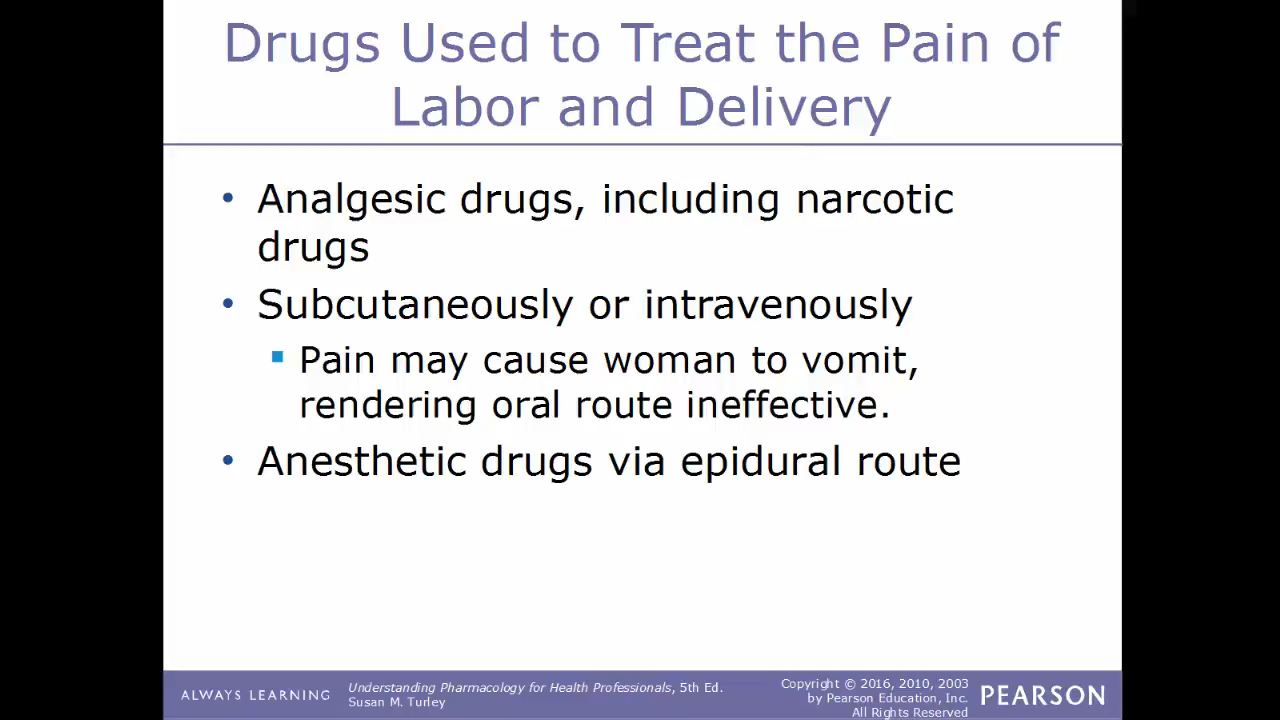 Drugs Used to Treat the Pain of
Labor and Delivery
• Analgesic drugs, including narcotic
drugs
• Subcutaneously or intravenously
▪ Pain may cause woman to vomit,
rendering oral route ineffective.
• Anesthetic drugs via epidural route
ALWAYS LEARNING
Understanding Pharmacology for Health Professionals, 5th Ed.
Susan M. Turley
Copyright © 2016, 2010, 2003
by Pearson Education, Inc.
All Rights Reserved
PEARSON